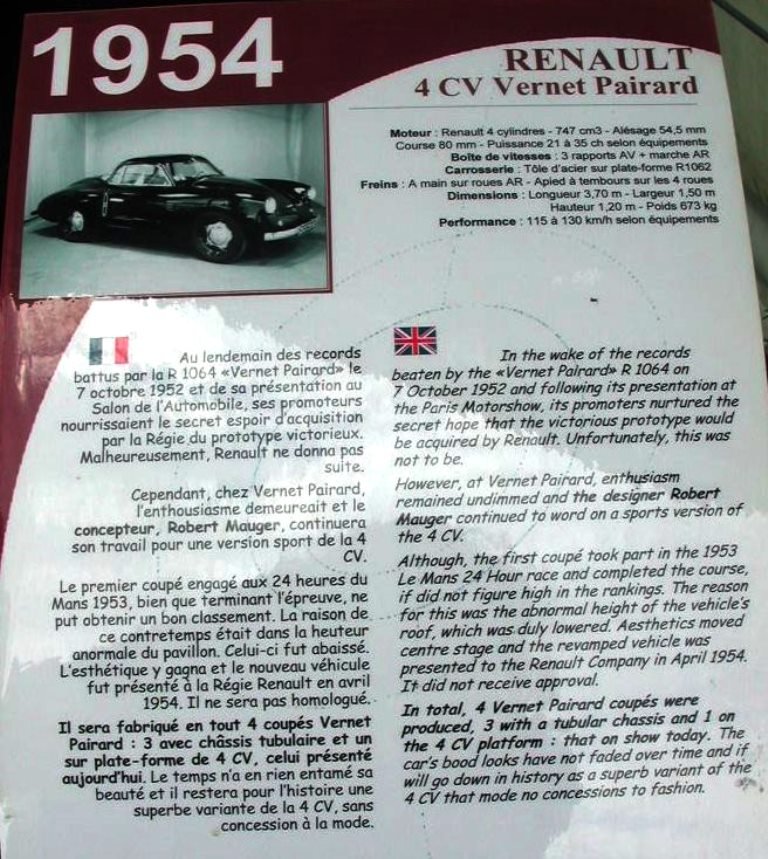 1954
RENAULT
4 CV Vernet Pairard
Moteur : Renault 4 cylindres - 747 cm3 - Alésage 54,5 mm
Course 80 mm - Puissance 21 à 35 ch selon équipements
Boîte de vitesses : 3 rapports AV + marche AR
Carrosserie : Tôle d'acier sur plate-forme R1062
Freins : A main sur roues AR - Apied à tambours sur les 4 roues
Dimensions : Longueur 3,70 m - Largeur 1,50 m
Hauteur 1,20 m - Poids 673 kg
Performance : 115 à 130 km/h selon équipements
Au lendemain des records
battus par la R 1064 «Vernet Pairard» le
7 octobre 1952 et de sa présentation au
Salon de l'Automobile, ses promoteurs
nourrissaient le secret espoir d'acquisition
par la Régie du prototype victorieux.
Malheureusement, Renault ne donna pas
suite.
Cependant, chez Vernet Pairard,
l'enthousiasme demeureait et le
concepteur, Robert Mauger, continuera
son travail pour une version sport de la 4
CV.
Le premier coupé engagé aux 24 heures du
Mans 1953, bien que terminant l'épreuve, ne
put obtenir un bon classement. La raison de
ce contretemps était dans la heuteur
anormale du pavillon. Celui-ci fut abaissé.
L'esthétique y gagna et le nouveau véhicule
fut présenté à la Régie Renault en avril
1954. Il ne sera pas homologué.
Il sera fabriqué en tout 4 coupés Vernet
Pairard : 3 avec châssis tubulaire et un
sur plate-forme de 4 CV, celui présenté
aujourd'hui. Le temps n'a en rien entamé sa
beauté et il restera pour l'histoire une
superbe variante de la 4 CV, sans
concession à la mode.
In the wake of the records
beaten by the «Vernet Pairard» R 1064 on
7 October 1952 and following its presentation at
the Paris Motorshow, its promoters nurtured the
secret hope that the victorious prototype would
be acquired by Renault. Unfortunately, this was
not to be.
However, at Vernet Pairard, enthusiasm
remained undimmed and the designer Robert
Mauger continued to word on a sports version of
the 4 CV.
Although, the first coupé took part in the 1953
Le Mans 24 Hour race and completed the course,
if did not figure high in the rankings. The reason
for this was the abnormal height of the vehicle's
roof, which was duly lowered. Aesthetics moved
centre stage and the revamped vehicle was
presented to the Renault Company in April 1954.
It did not receive approval.
In total, 4 Vernet Pairard coupés were
produced, 3 with a tubular chassis and 1 on
the 4 CV platform : that on show today. The
car's bood looks have not faded over time and if
will go down in history as a superb variant of the
4 CV that mode no concessions to fashion.